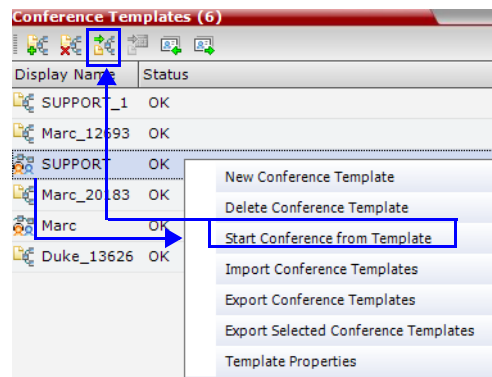 Conference Templates (6)
Display Name Status
SUPPORT_1 OK
Marc_12693 OK
SUPPORT OK
Marc_20183 OK
Marc OK
Duke_13626 OK
New Conference Template
Delete Conference Template
Start Conference from Template
Import Conference Templates
Export Conference Templates
Export Selected Conference Templates
Template Properties